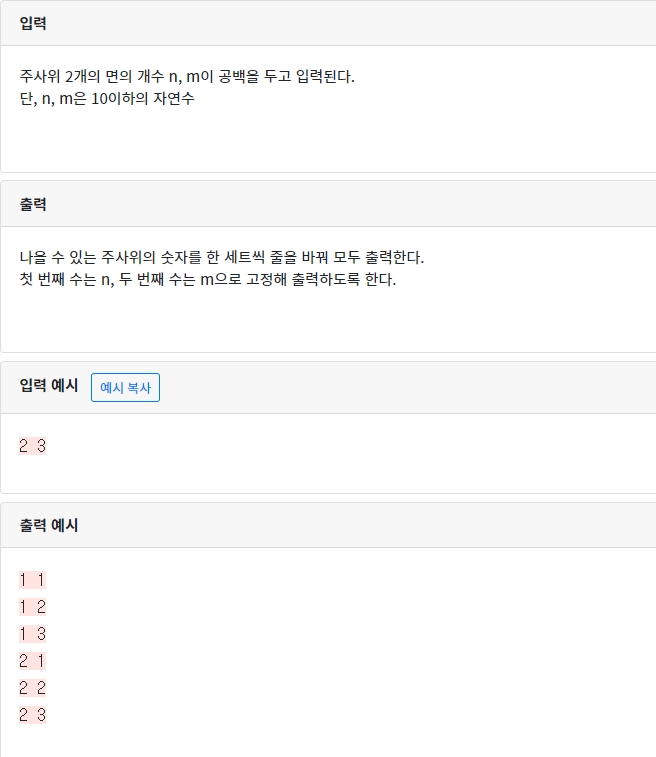 입력
주사위 2개의 면의 개수 n, m이 공백을 두고 입력된다.
단, n, m은 10이하의 자연수
출력
나올 수 있는 주사위의 숫자를 한 세트씩 줄을 바꿔 모두 출력한다.
첫 번째 수는 n, 두 번째 수는 m으로 고정해 출력하도록 한다.
입력 예시 예시 복사
2 3
출력 예시
1 1
1 2
1 3
2 1
2 2
2 3